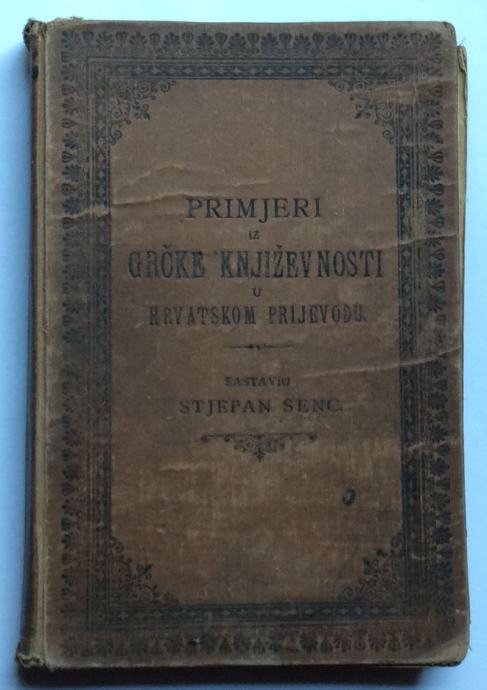 PRIMJERI
IZ
GRČKE KNJIŽEVNOSTI
U
HRVATSKOM PRIJEVODU.
SASTAVIO
STJEPAN SENC.